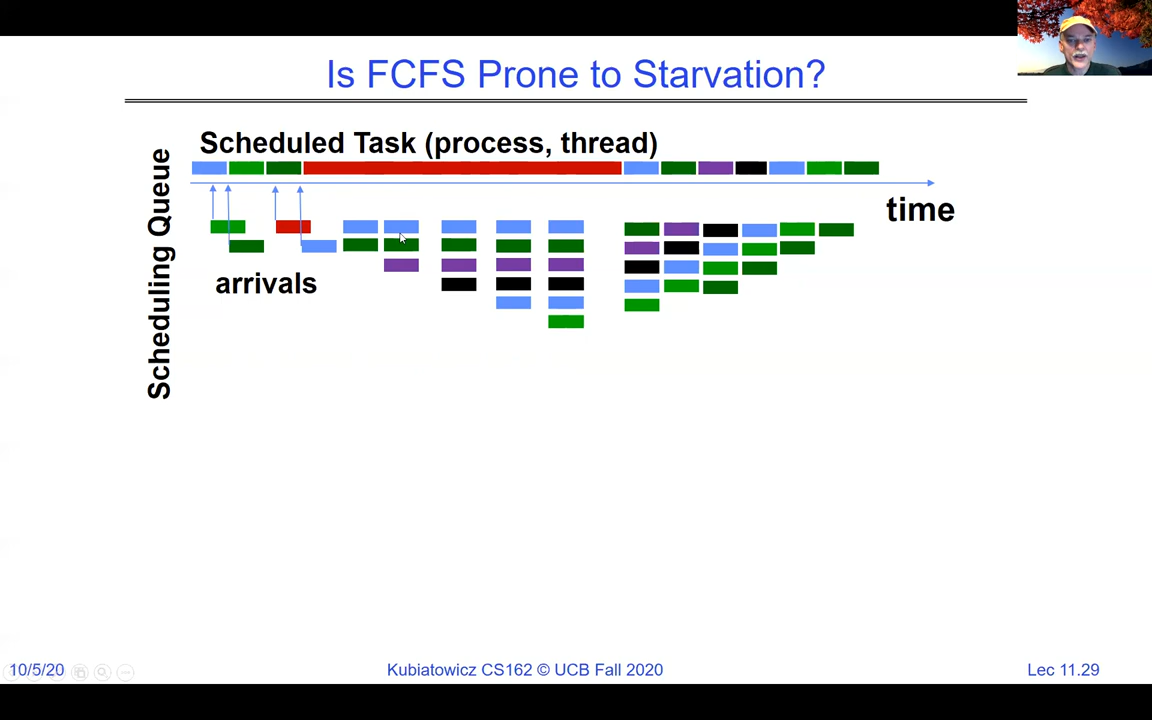 Is FCFS Prone to Starvation?
Scheduled Task (process, thread)
Scheduling Queue
time
arrivals
10/5/20
Kubiatowicz CS162 © UCB Fall 2020
Lec 11.29